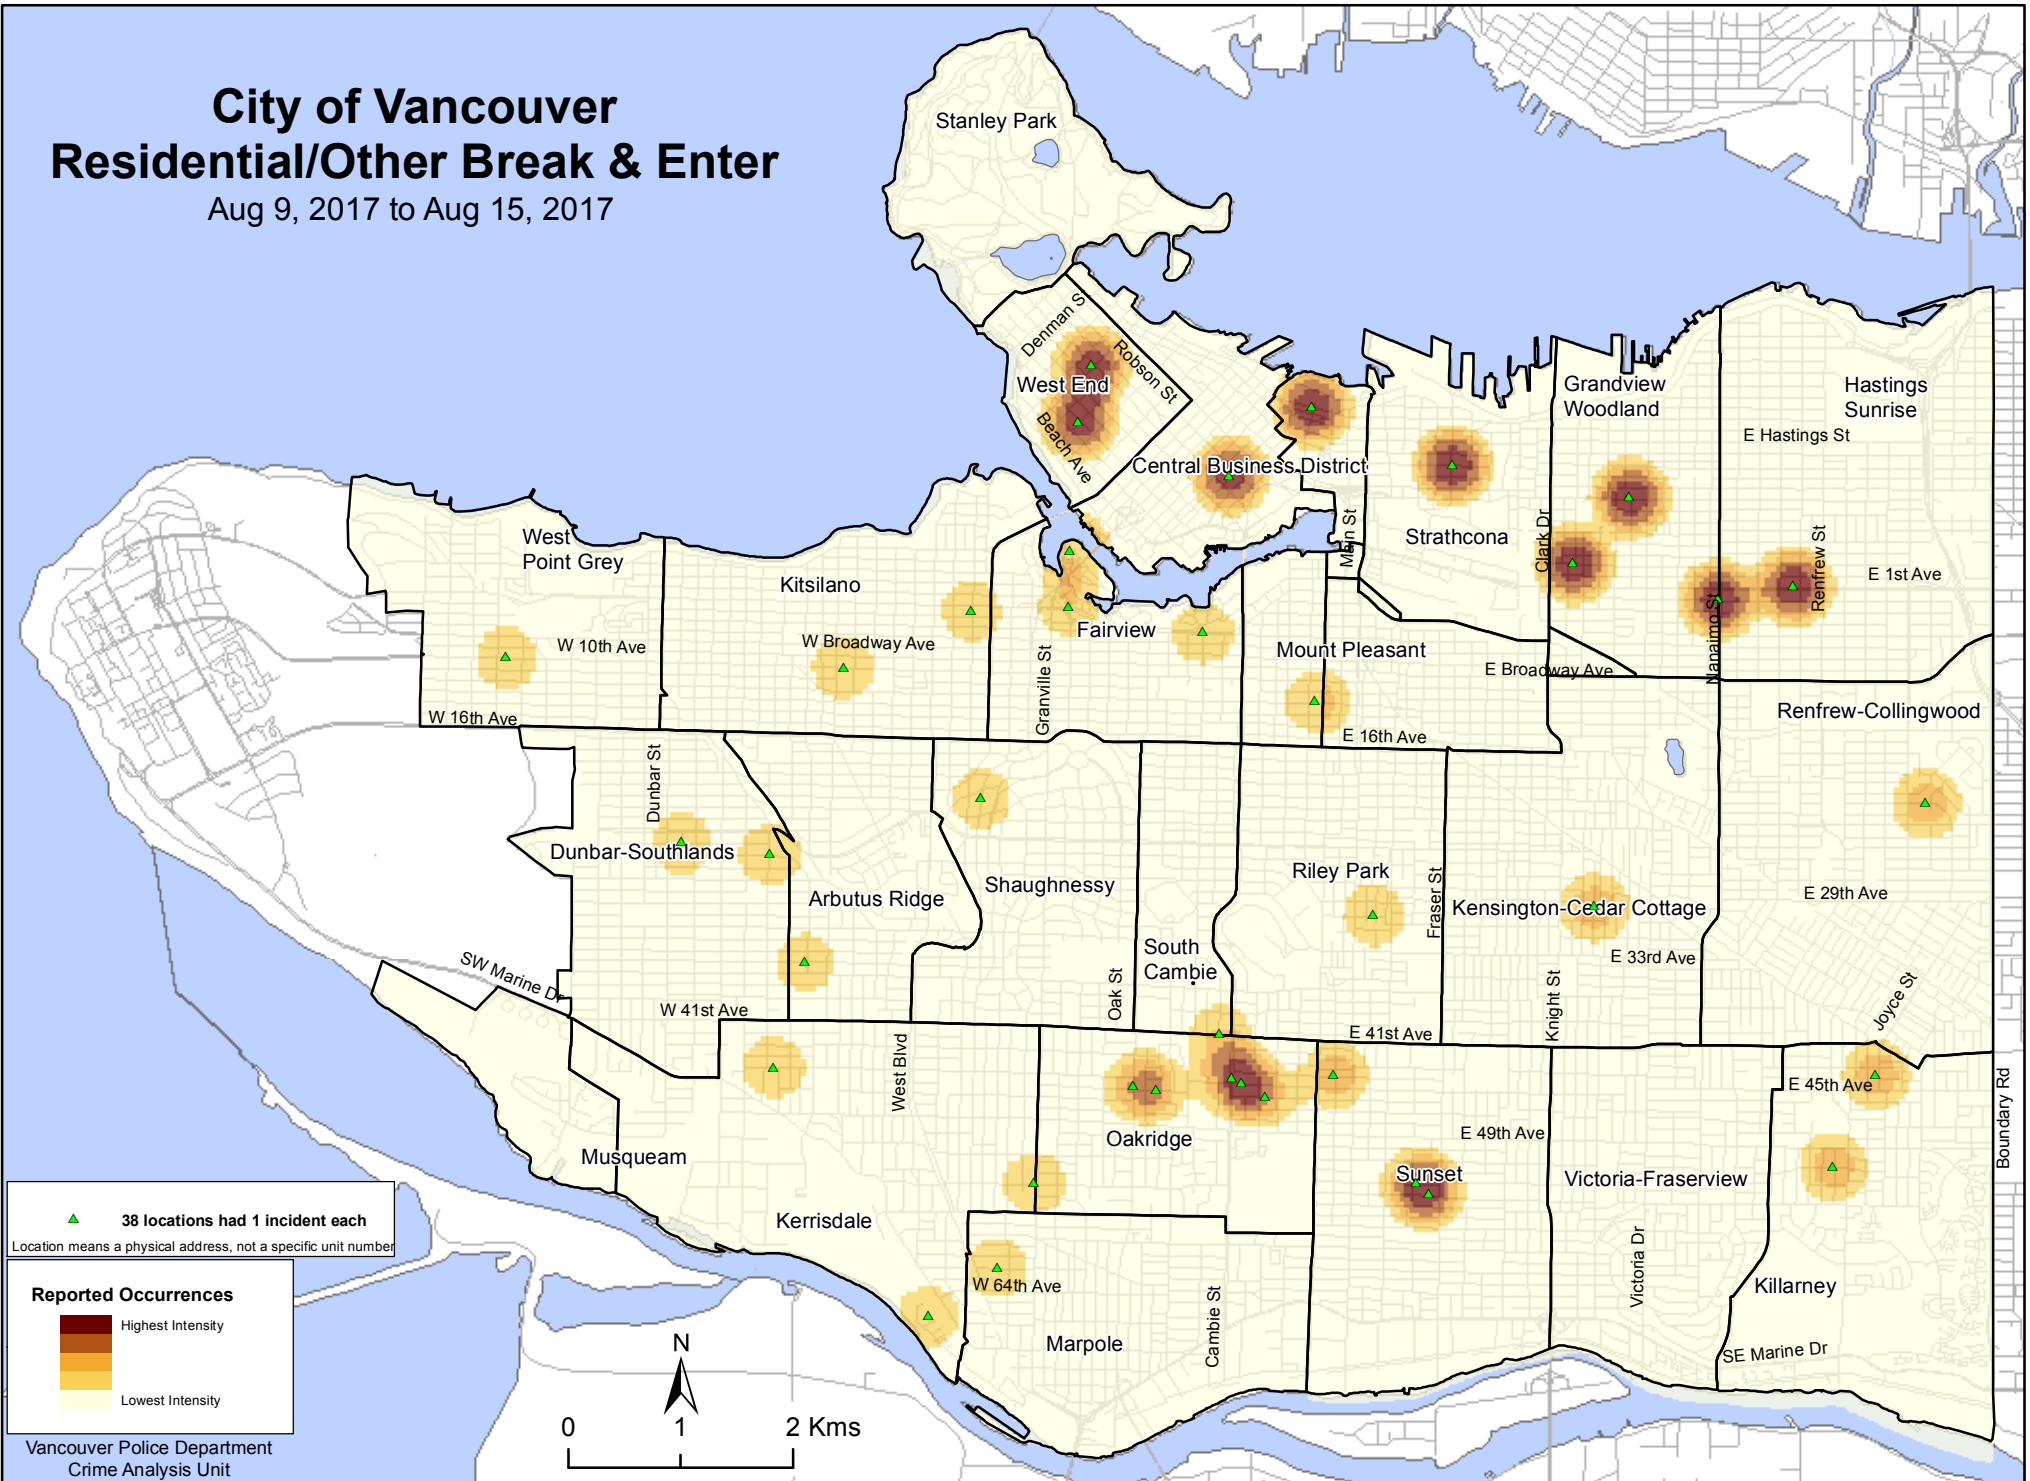 City of Vancouver
Residential/Other Break & Enter
Aug 9, 2017 to Aug 15, 2017
Stanley Park
Denman S
Robson St
West End
Beach Ave
Central Business District
Main St
Strathcona
Clark Dr
Grandview
Woodland
Hastings
Sunrise
E Hastings St
Renfrew St
E 1st Ave
Nanaimo St
West
Point Grey
Kitsilano
W 10th Ave
W Broadway Ave
Fairview
Granville St
Mount Pleasant
E Broadway Ave
W 16th Ave
E 16th Ave
Renfrew-Collingwood
Dunbar St
Dunbar-Southlands
Arbutus Ridge
Shaughnessy
Riley Park
Fraser St
Kensington-Cedar Cottage
E 29th Ave
South
Cambie
E 33rd Ave
SW Marine Dr
W 41st Ave
Oak St
E 41st Ave
Knight St
Joyce St
West Blvd
E 45th Ave
Boundary Rd
Oakridge
E 49th Ave
Musqueam
Sunset
Victoria-Fraserview
Kerrisdale
W 64th Ave
Victoria Dr
Killarney
Marpole
Cambie St
SE Marine Dr
38 locations had 1 incident each
Location means a physical address, not a specific unit number
Reported Occurrences
Highest Intensity
Lowest Intensity
Vancouver Police Department
Crime Analysis Unit
N
0 1 2 Kms